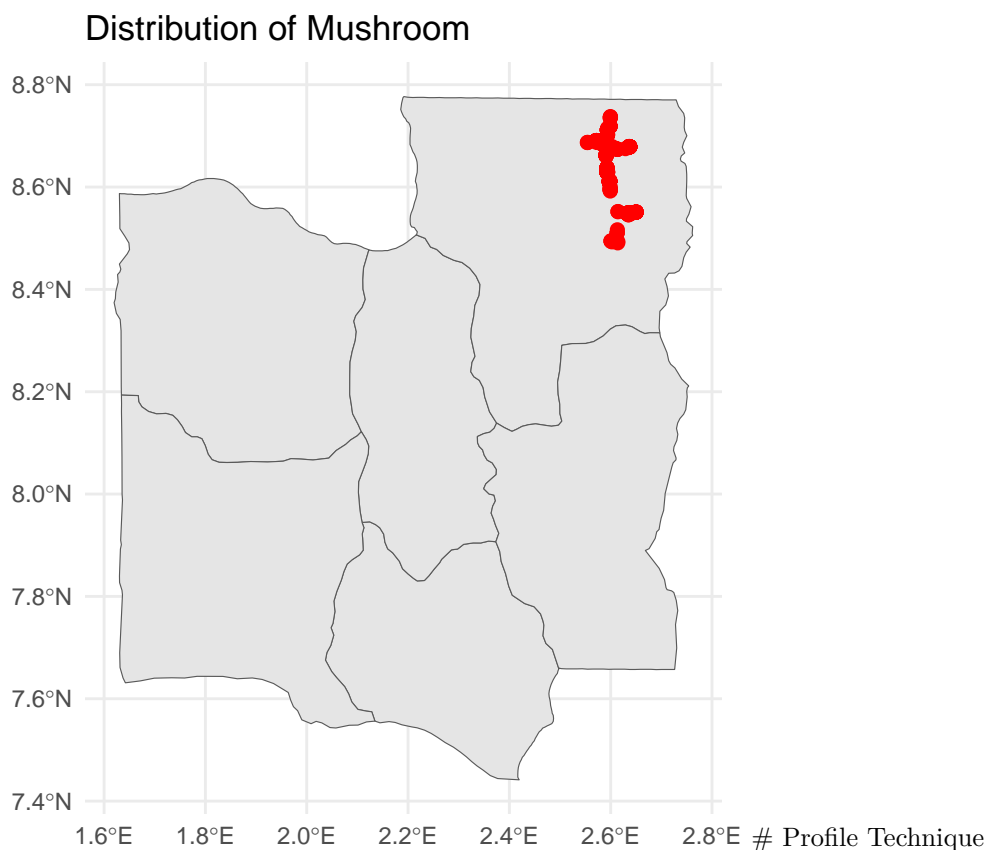 Distribution of Mushroom
8.8°N
8.6°N
8.4°N
8.2°N
8.0°N
7.8°N
7.6°N
7.4°N
1.6°E 1.8°E 2.0°E 2.2°E 2.4°E 2.6°E 2.8°E # Profile Technique